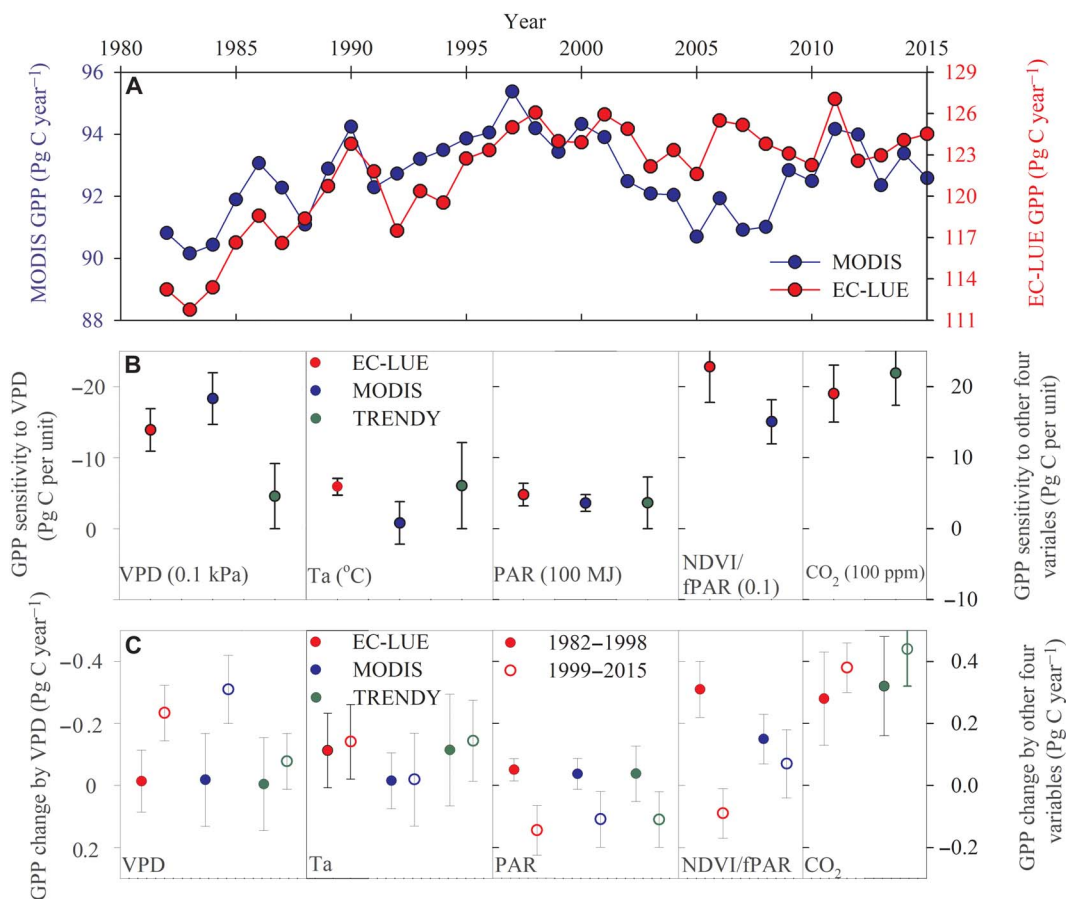 Year
1980 1985 1990 1995 2000 2005 2010 2015
A
96
94
92
90
88
MODIS GPP (Pg C year⁻¹)
129
126
123
120
117
114
111
EC-LUE GPP (Pg C year⁻¹)
MODIS
EC-LUE
B
−20
−10
0
GPP sensitivity to VPD
(Pg C per unit)
EC-LUE
MODIS
TRENDY
20
10
0
−10
GPP sensitivity to other four
variales (Pg C per unit)
VPD (0.1 kPa)
Ta (°C)
PAR (100 MJ)
NDVI/
fPAR (0.1)
CO₂ (100 ppm)
C
−0.4
−0.2
0
0.2
GPP change by VPD (Pg C year⁻¹)
EC-LUE
MODIS
TRENDY
1982−1998
1999−2015
0.4
0.2
0.0
−0.2
GPP change by other four
variables (Pg C year⁻¹)
VPD
Ta
PAR
NDVI/fPAR
CO₂